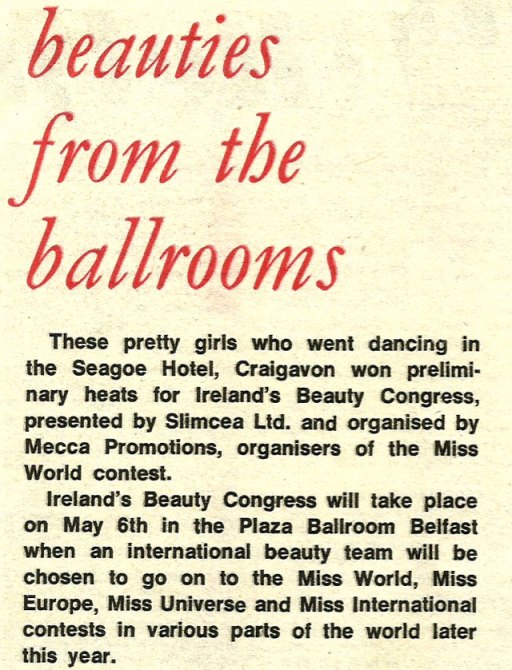 beauties
from the
ballrooms
These pretty girls who went dancing in
the Seagoe Hotel, Craigavon won prelimi-
nary heats for Ireland's Beauty Congress,
presented by Slimcea Ltd. and organised by
Mecca Promotions, organisers of the Miss
World contest.
Ireland's Beauty Congress will take place
on May 6th in the Plaza Ballroom Belfast
when an international beauty team will be
chosen to go on to the Miss World, Miss
Europe, Miss Universe and Miss International
contests in various parts of the world later
this year.